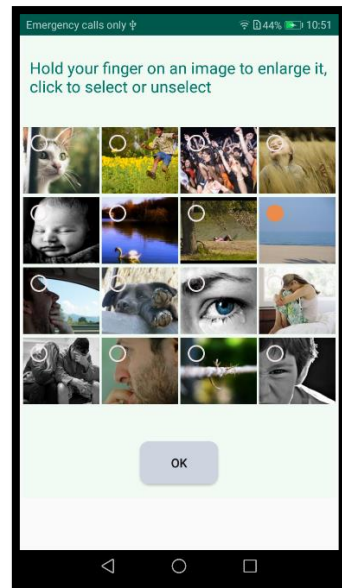 Emergency calls only 44% 10:51
Hold your finger on an image to enlarge it,
click to select or unselect
OK